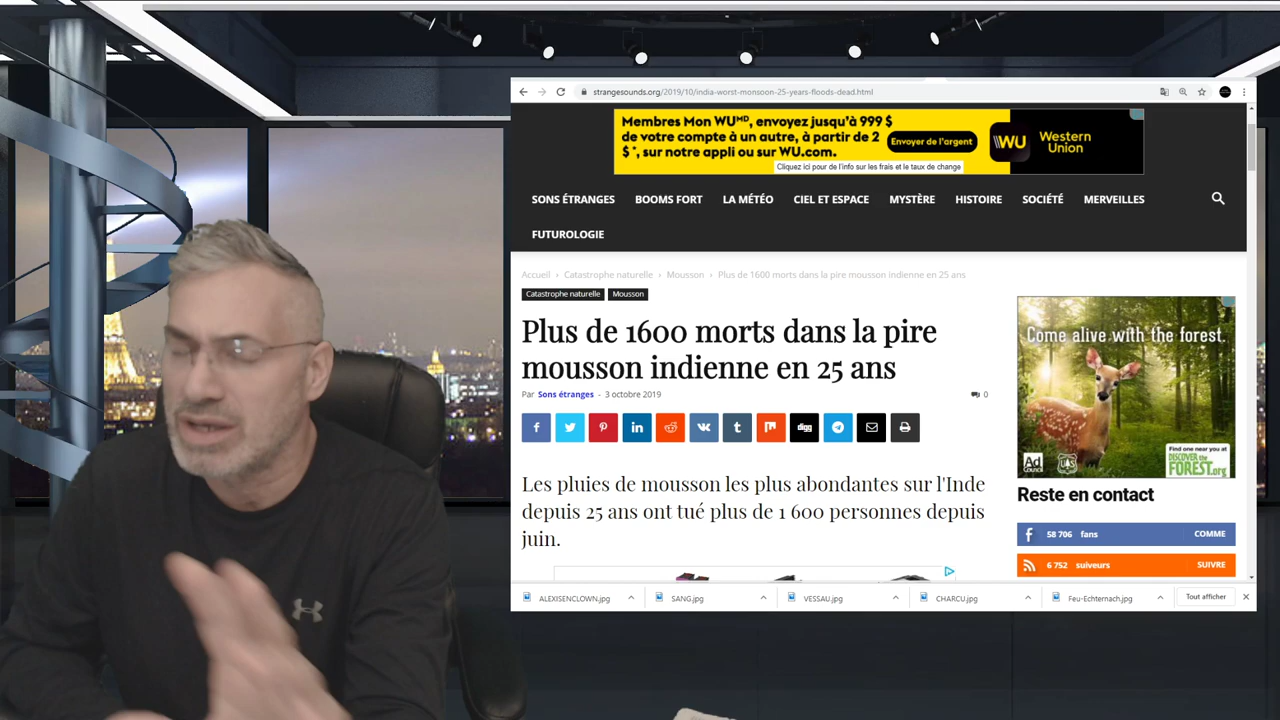 strangesounds.org/2019/10/india-worst-monsoon-25-years-floods-dead.html
Membres Mon WUᴹᴰ, envoyez jusqu'à 999 $
de votre compte à un autre, à partir de 2
$*, sur notre appli ou sur WU.com.
Envoyer de l'argent
WU
Western
Union
Cliquez ici pour de l'info sur les frais et le taux de change
SONS ÉTRANGES BOOMS FORT LA MÉTÉO CIEL ET ESPACE MYSTÈRE HISTOIRE SOCIÉTÉ MERVEILLES
FUTUROLOGIE
Accueil › Catastrophe naturelle › Mousson › Plus de 1600 morts dans la pire mousson indienne en 25 ans
Catastrophe naturelle Mousson
Plus de 1600 morts dans la pire
mousson indienne en 25 ans
Par Sons étranges - 3 octobre 2019
0
digg
Les pluies de mousson les plus abondantes sur l'Inde
depuis 25 ans ont tué plus de 1 600 personnes depuis
juin.
Come alive with the forest.
Ad
Council
Find one near you at
DISCOVER the
FOREST.org
Reste en contact
58 706 fans COMME
6 752 suiveurs SUIVRE
ALEXISENCLOWN.jpg SANG.jpg VESSAU.jpg CHARCU.jpg Feu-Echternach.jpg Tout afficher